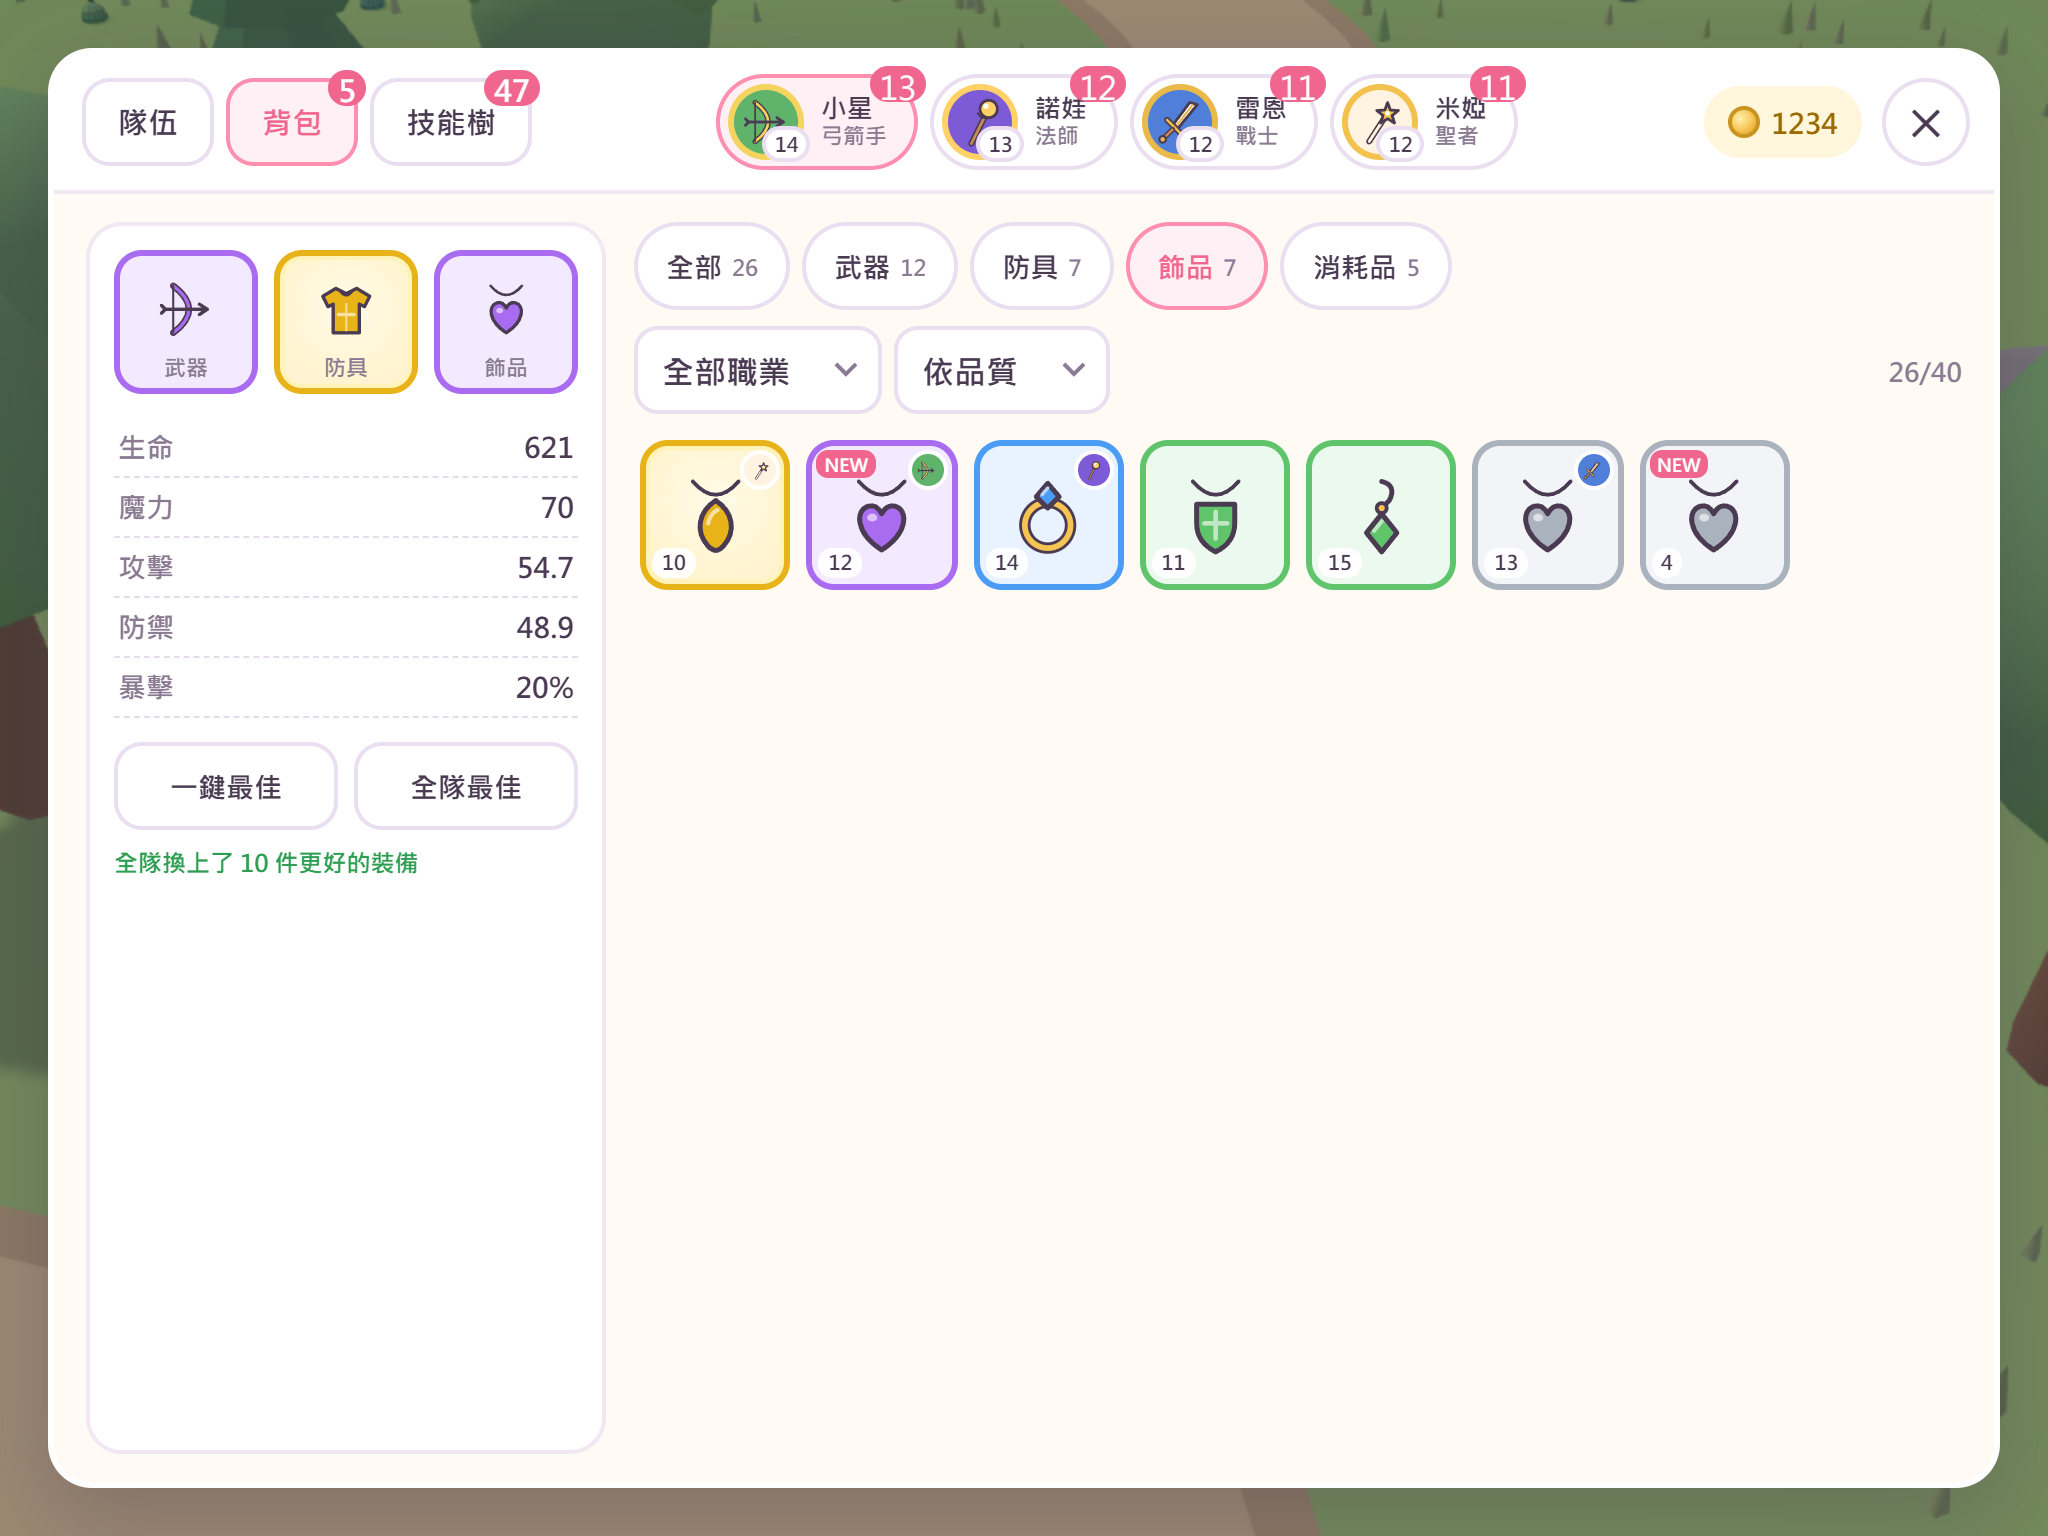 隊伍
背包
5
技能樹
47
小星
弓箭手
13
14
諾娃
法師
12
13
雷恩
戰士
11
12
米婭
聖者
11
12
1234
武器
防具
飾品
生命 621
魔力 70
攻擊 54.7
防禦 48.9
暴擊 20%
一鍵最佳
全隊最佳
全隊換上了 10 件更好的裝備
全部 26
武器 12
防具 7
飾品 7
消耗品 5
全部職業
依品質
26/40
10
NEW
12
14
11
15
13
NEW
4